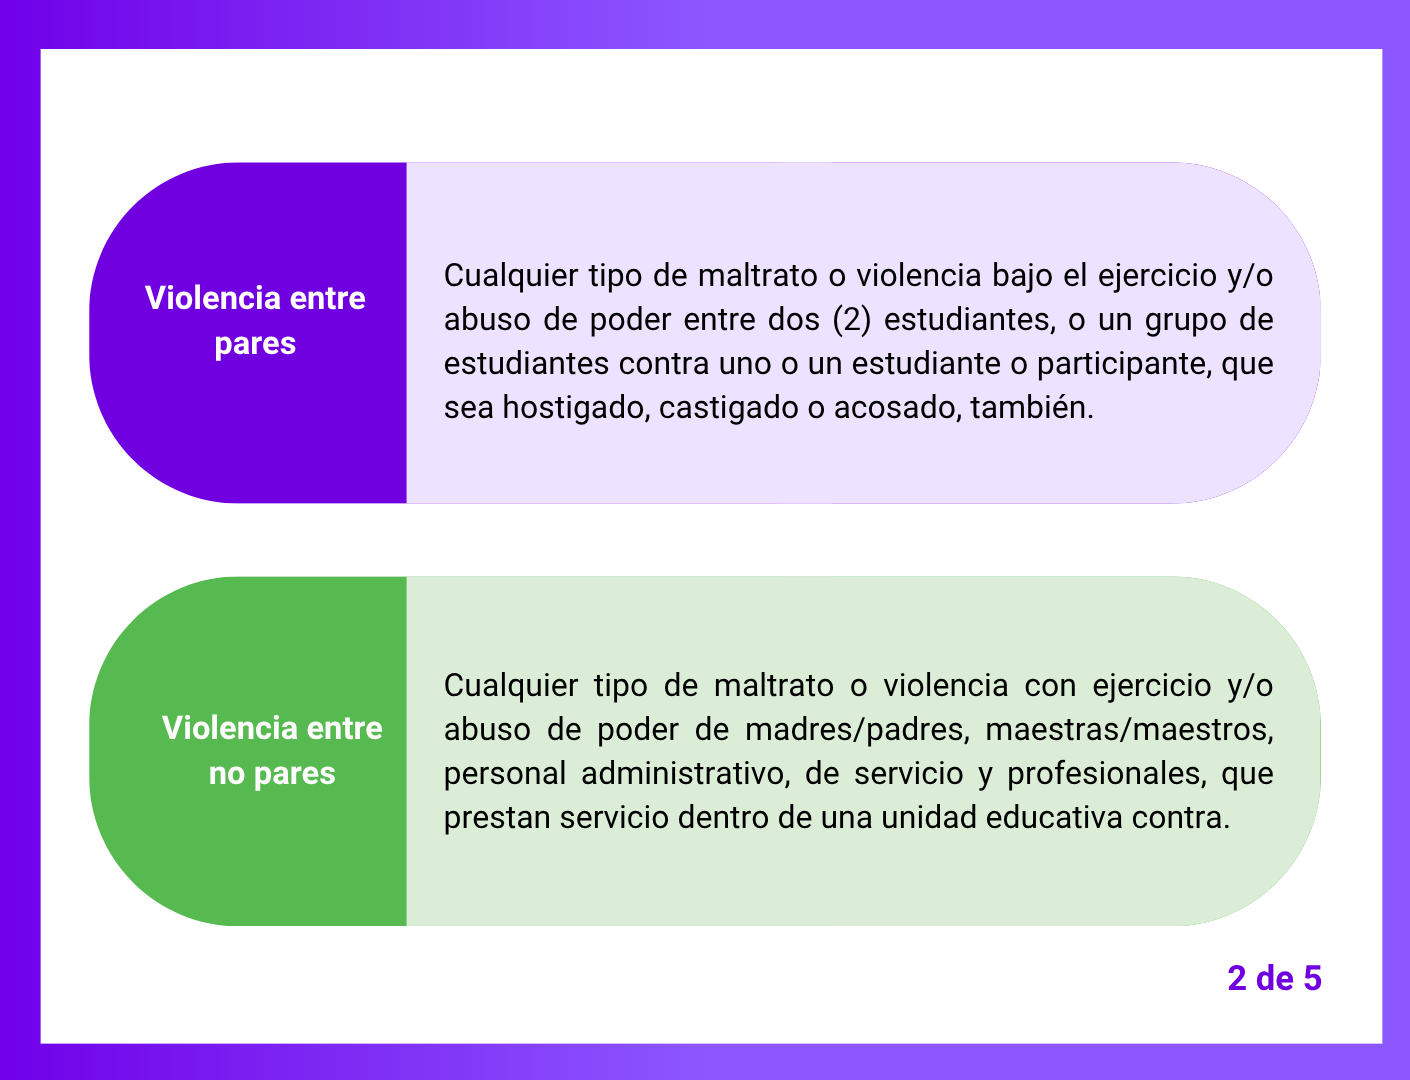 Violencia entre
pares
Cualquier tipo de maltrato o violencia bajo el ejercicio y/o
abuso de poder entre dos (2) estudiantes, o un grupo de
estudiantes contra uno o un estudiante o participante, que
sea hostigado, castigado o acosado, también.
Violencia entre
no pares
Cualquier tipo de maltrato o violencia con ejercicio y/o
abuso de poder de madres/padres, maestras/maestros,
personal administrativo, de servicio y profesionales, que
prestan servicio dentro de una unidad educativa contra.
2 de 5